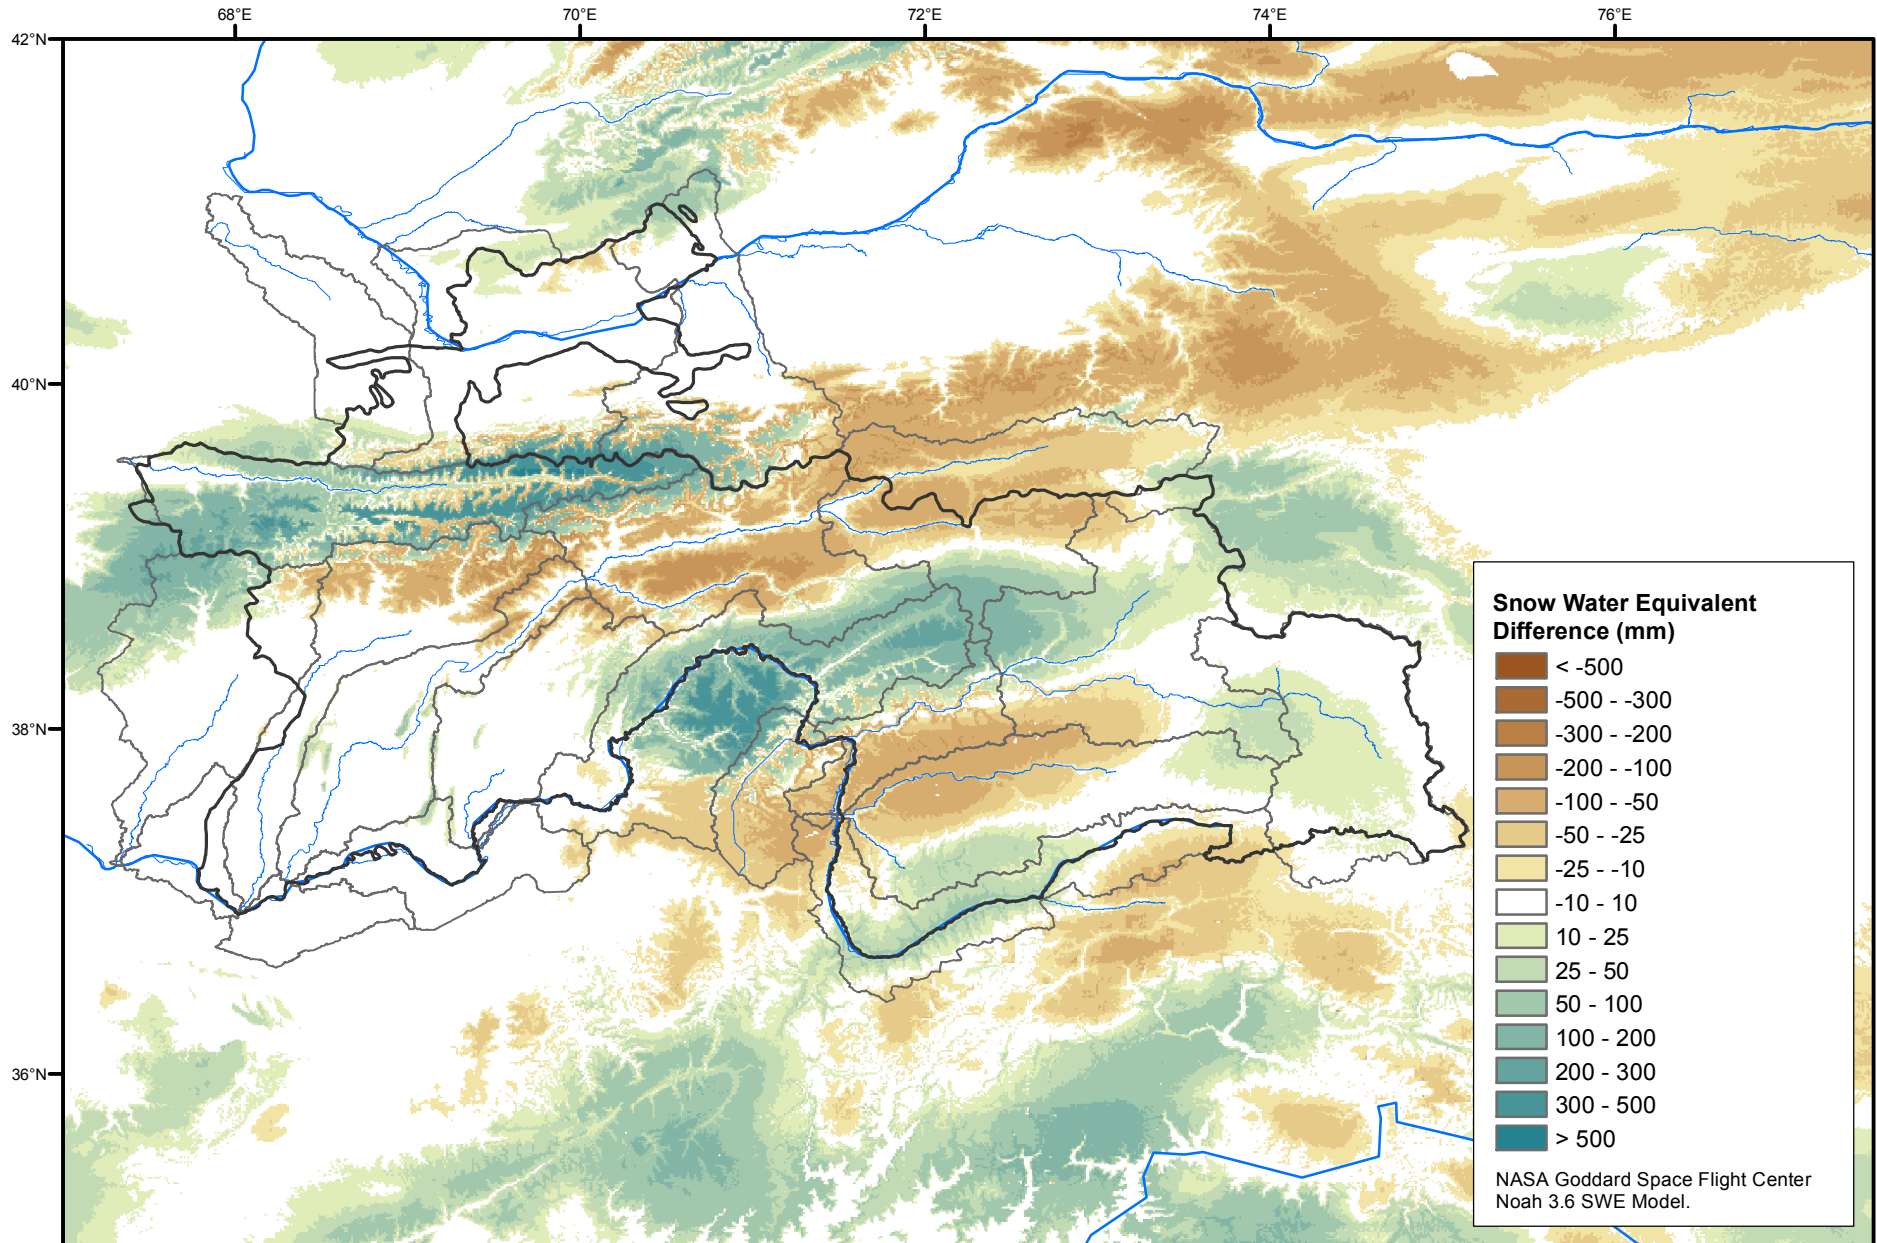 68°E 70°E 72°E 74°E 76°E
42°N
40°N
38°N
36°N
Snow Water Equivalent
Difference (mm)
< -500
-500 - -300
-300 - -200
-200 - -100
-100 - -50
-50 - -25
-25 - -10
-10 - 10
10 - 25
25 - 50
50 - 100
100 - 200
200 - 300
300 - 500
> 500
NASA Goddard Space Flight Center
Noah 3.6 SWE Model.